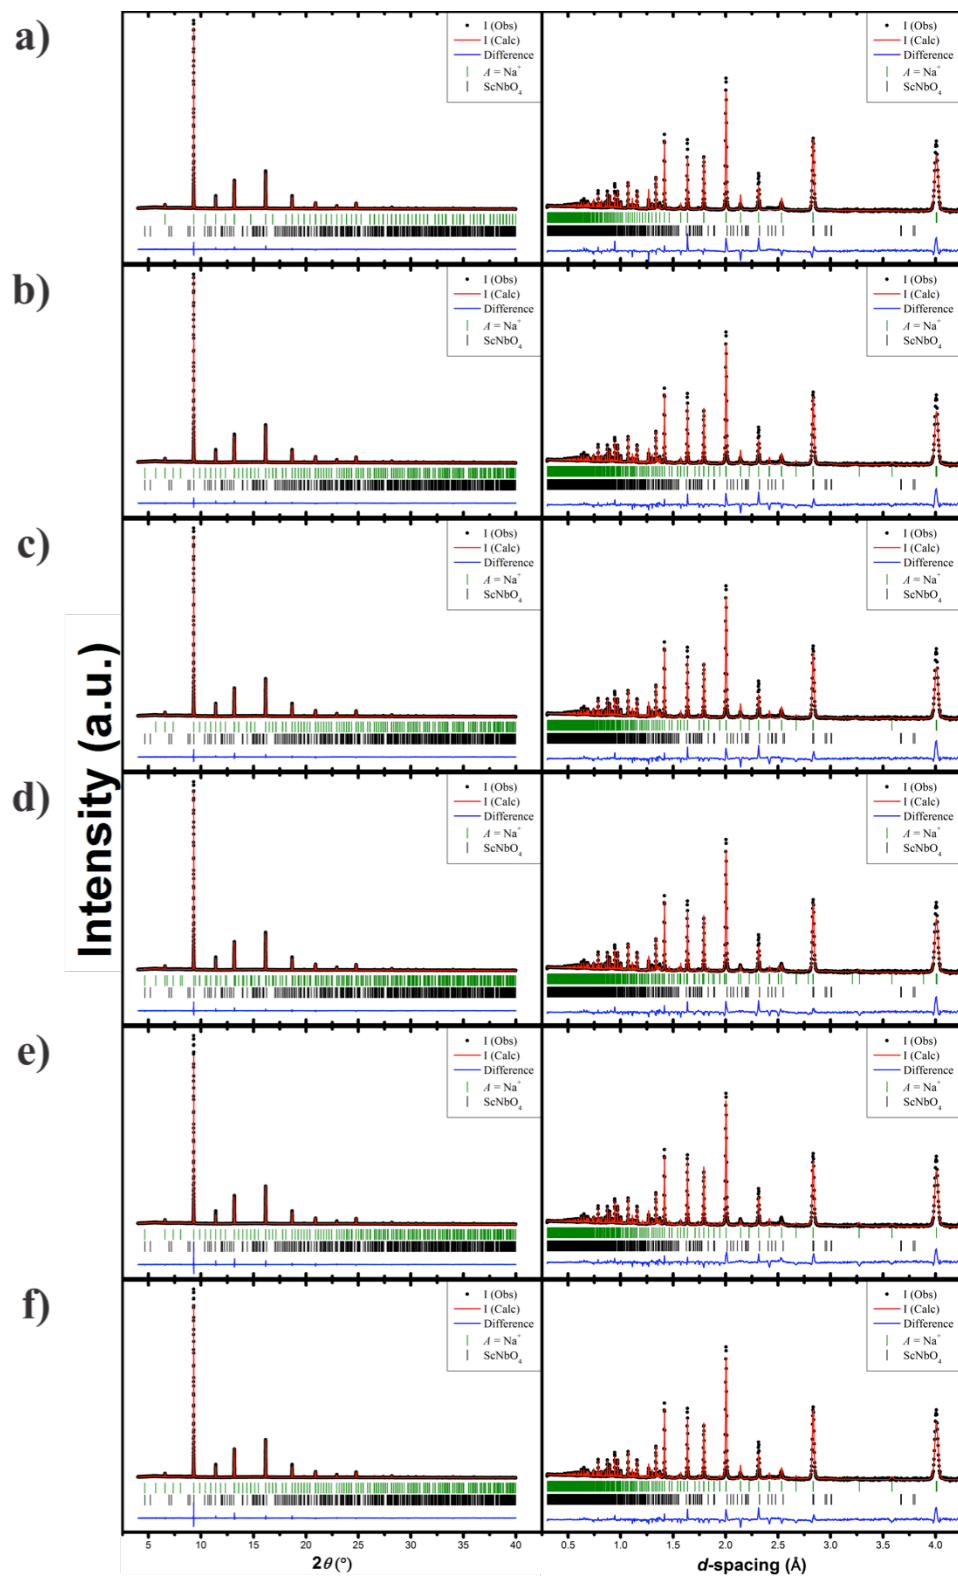 a)
I (Obs)
I (Calc)
Difference
A = Na⁺
ScNbO₄
I (Obs)
I (Calc)
Difference
A = Na⁺
ScNbO₄
b)
I (Obs)
I (Calc)
Difference
A = Na⁺
ScNbO₄
I (Obs)
I (Calc)
Difference
A = Na⁺
ScNbO₄
c)
I (Obs)
I (Calc)
Difference
A = Na⁺
ScNbO₄
I (Obs)
I (Calc)
Difference
A = Na⁺
ScNbO₄
Intensity (a.u.)
d)
I (Obs)
I (Calc)
Difference
A = Na⁺
ScNbO₄
I (Obs)
I (Calc)
Difference
A = Na⁺
ScNbO₄
e)
I (Obs)
I (Calc)
Difference
A = Na⁺
ScNbO₄
I (Obs)
I (Calc)
Difference
A = Na⁺
ScNbO₄
f)
I (Obs)
I (Calc)
Difference
A = Na⁺
ScNbO₄
I (Obs)
I (Calc)
Difference
A = Na⁺
ScNbO₄
5 10 15 20 25 30 35 40
2θ (°)
0.5 1.0 1.5 2.0 2.5 3.0 3.5 4.0
d-spacing (Å)